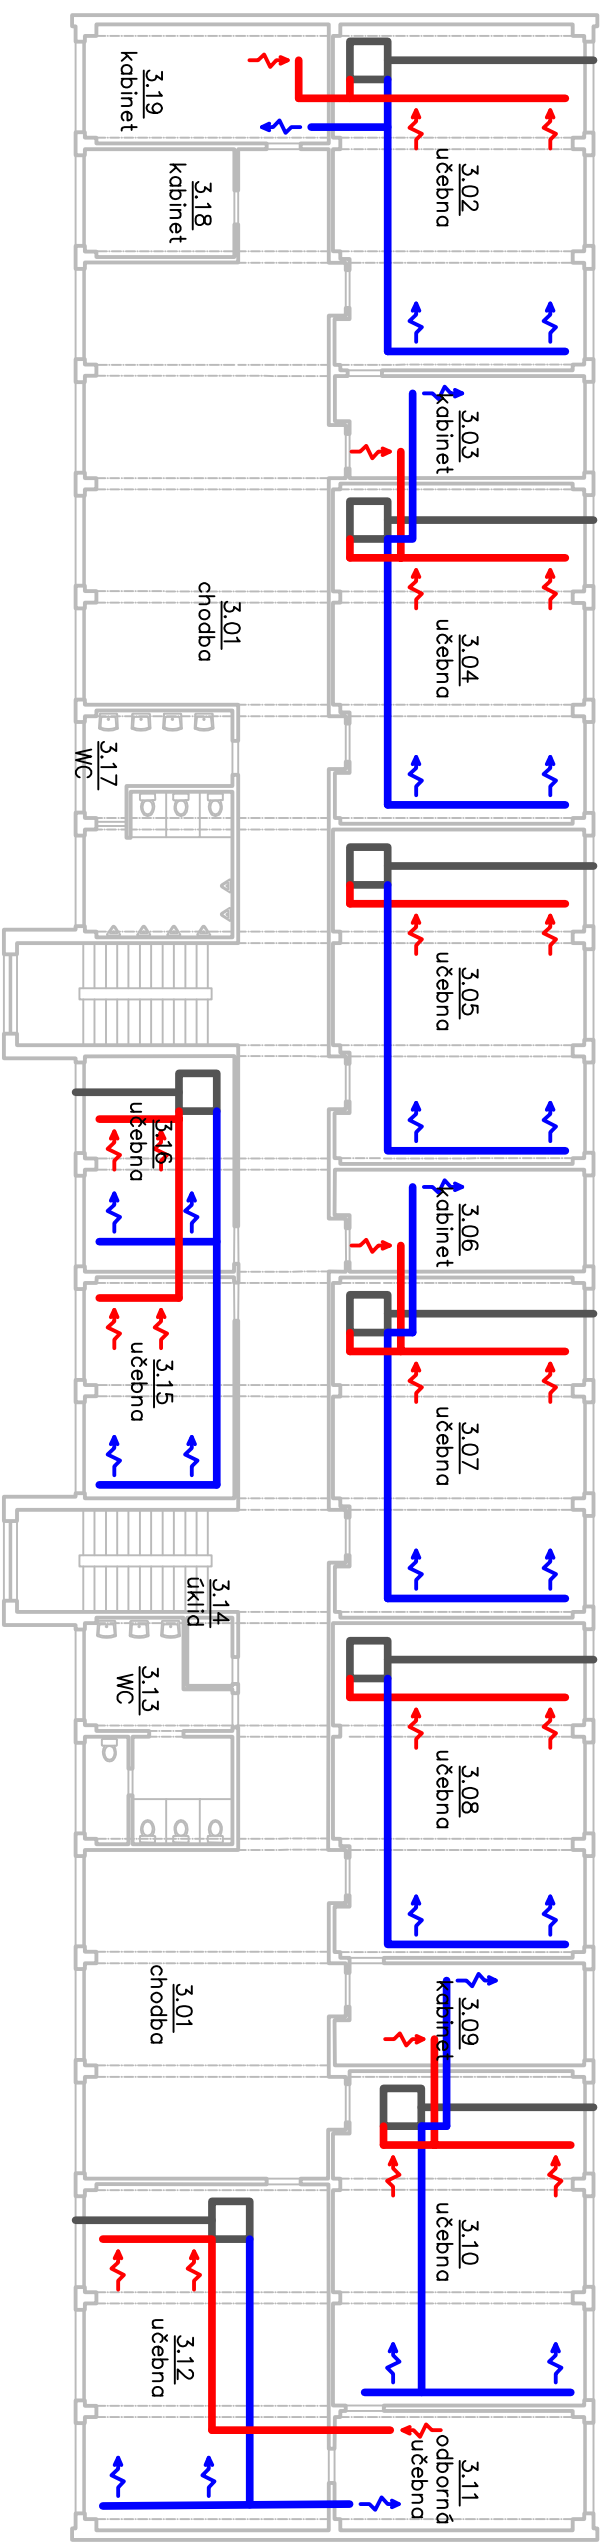 3.19
kabinet
3.18
kabinet
3.02
učebna
3.03
kabinet
3.01
chodba
3.04
učebna
3.17
WC
3.05
učebna
3.16
učebna
3.06
kabinet
3.15
učebna
3.07
učebna
3.14
úklid
3.13
WC
3.08
učebna
3.01
chodba
3.09
kabinet
3.10
učebna
3.12
učebna
3.11
odborná
učebna